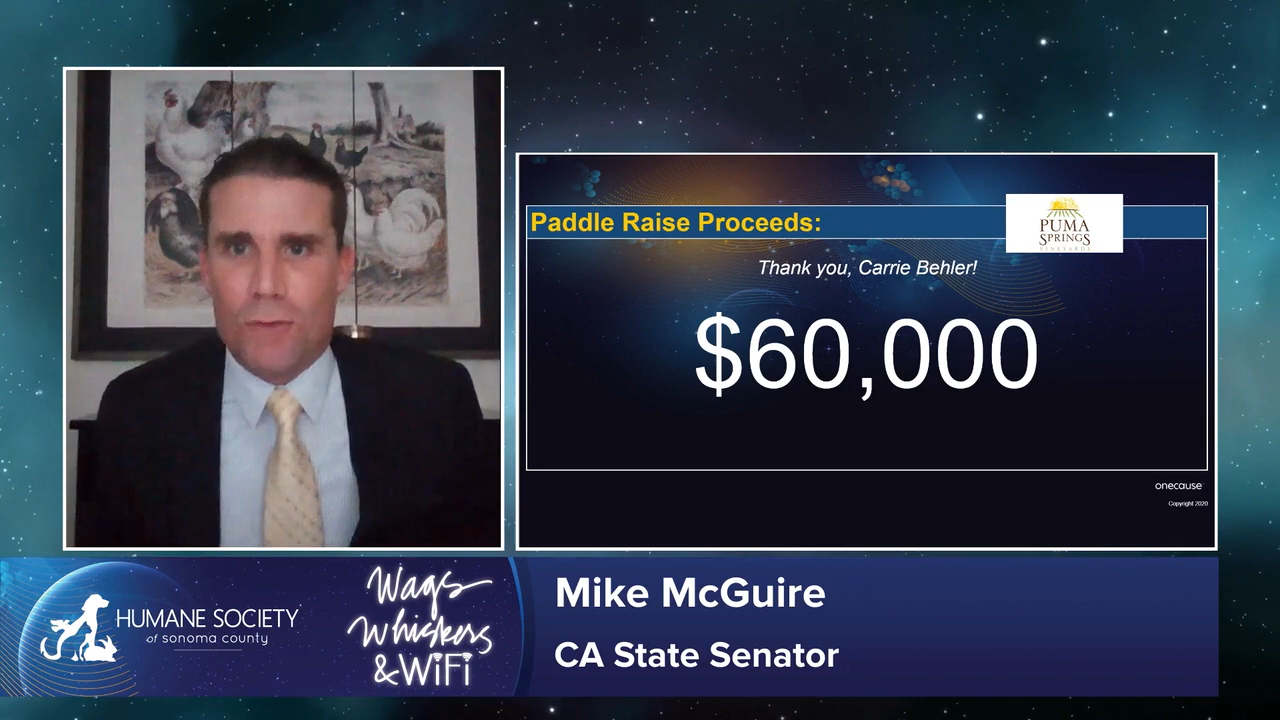 Paddle Raise Proceeds:
PUMA
SPRINGS
VINEYARDS
Thank you, Carrie Behler!
$60,000
onecause
Copyright 2020
HUMANE SOCIETY
of sonoma county
Wags
Whiskers
& WiFi
Mike McGuire
CA State Senator